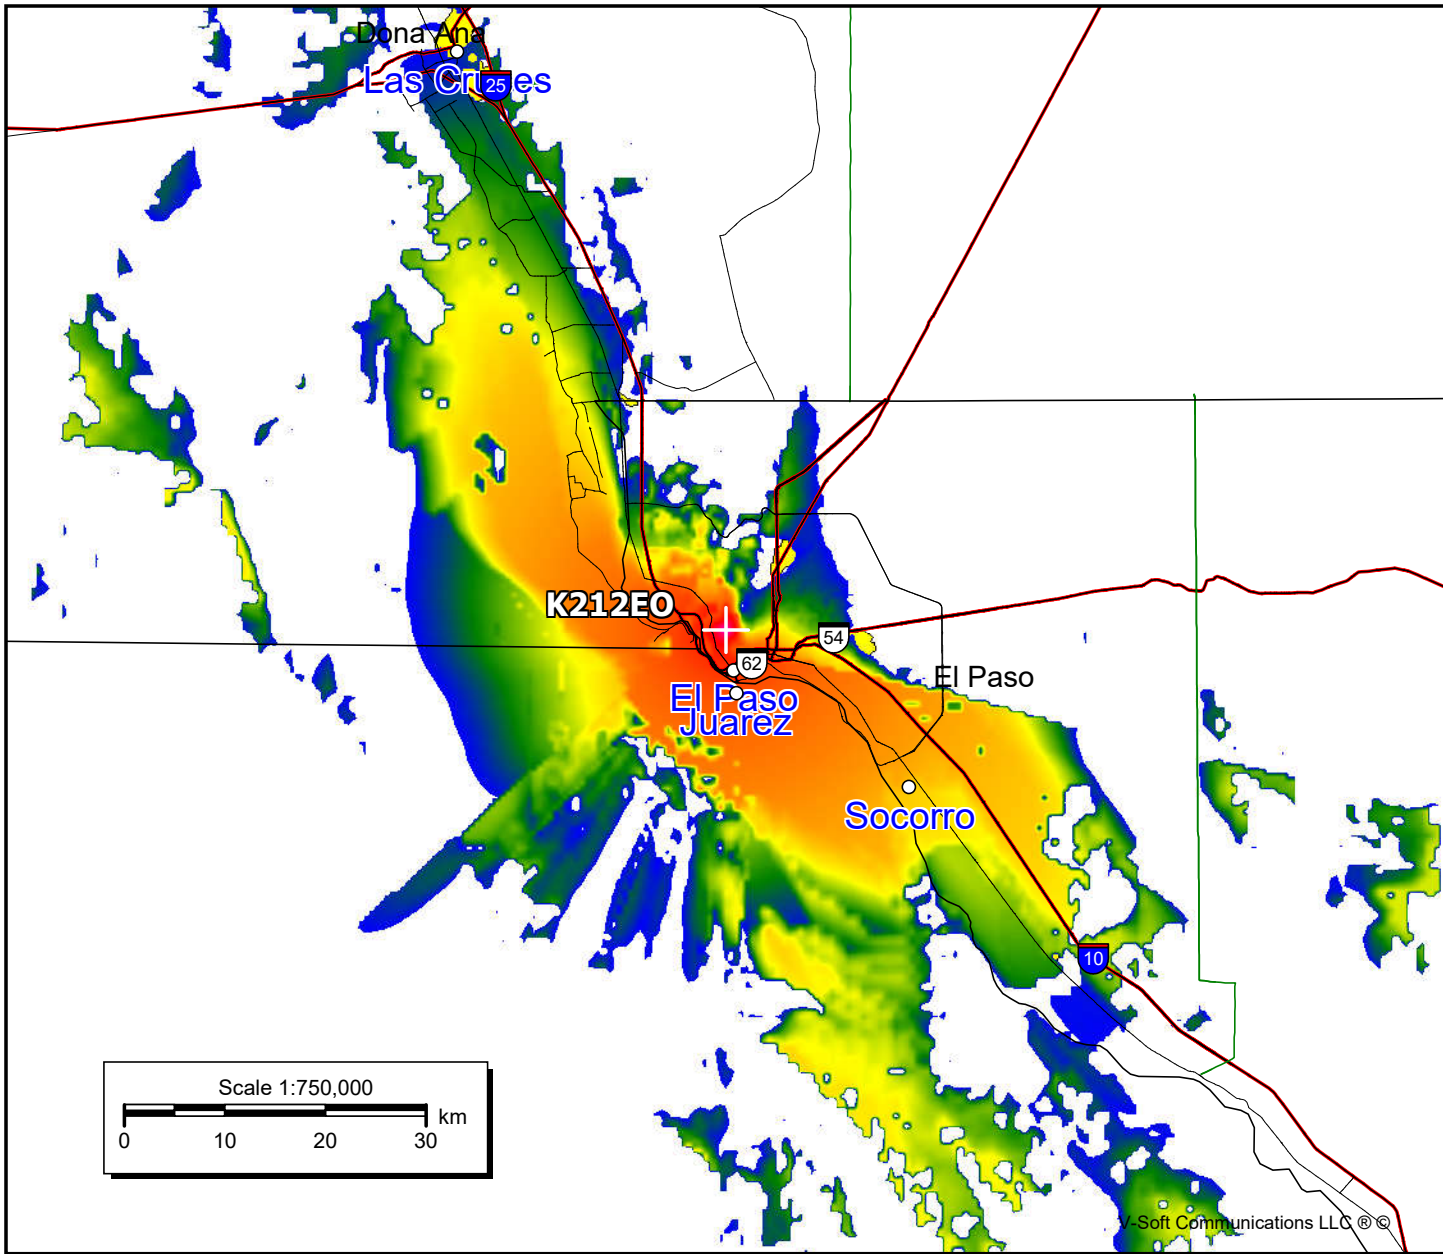 Dona Ana
Las Cruces
25
K212EO
54
62
El Paso
El Paso
Juarez
Socorro
10
Scale 1:750,000
km
0 10 20 30
V-Soft Communications LLC ® ©